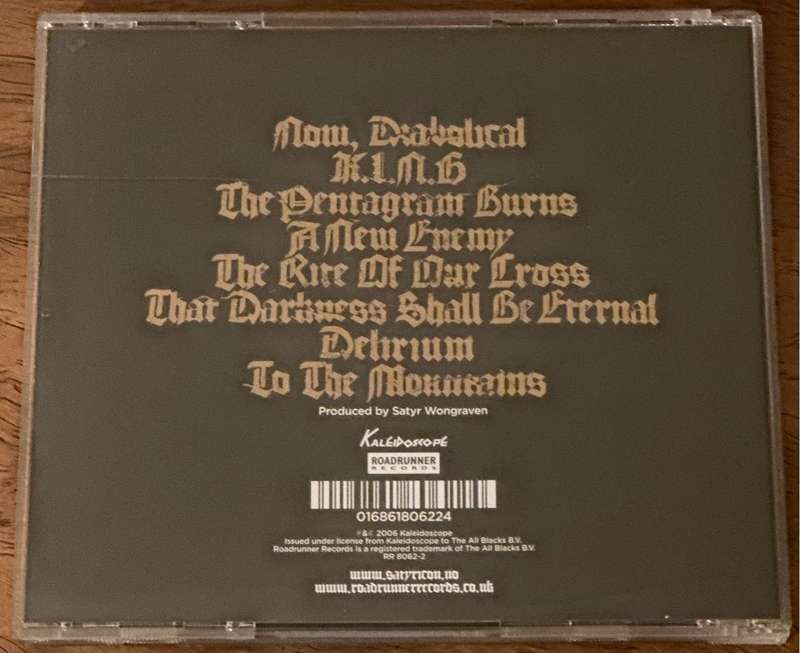 Now, Diabolical
K.I.N.G
The Pentagram Burns
A New Enemy
The Rite Of Our Cross
That Darkness Shall Be Eternal
Delirium
To The Mountains
Produced by Satyr Wongraven
KALEIDOSCOPE
ROADRUNNER
RECORDS
016861806224
℗&© 2006 Kaleidoscope
Issued under license from Kaleidoscope to The All Blacks B.V.
Roadrunner Records is a registered trademark of The All Blacks B.V.
RR 8062-2
www.satyricon.no
www.roadrunnerrecords.co.uk